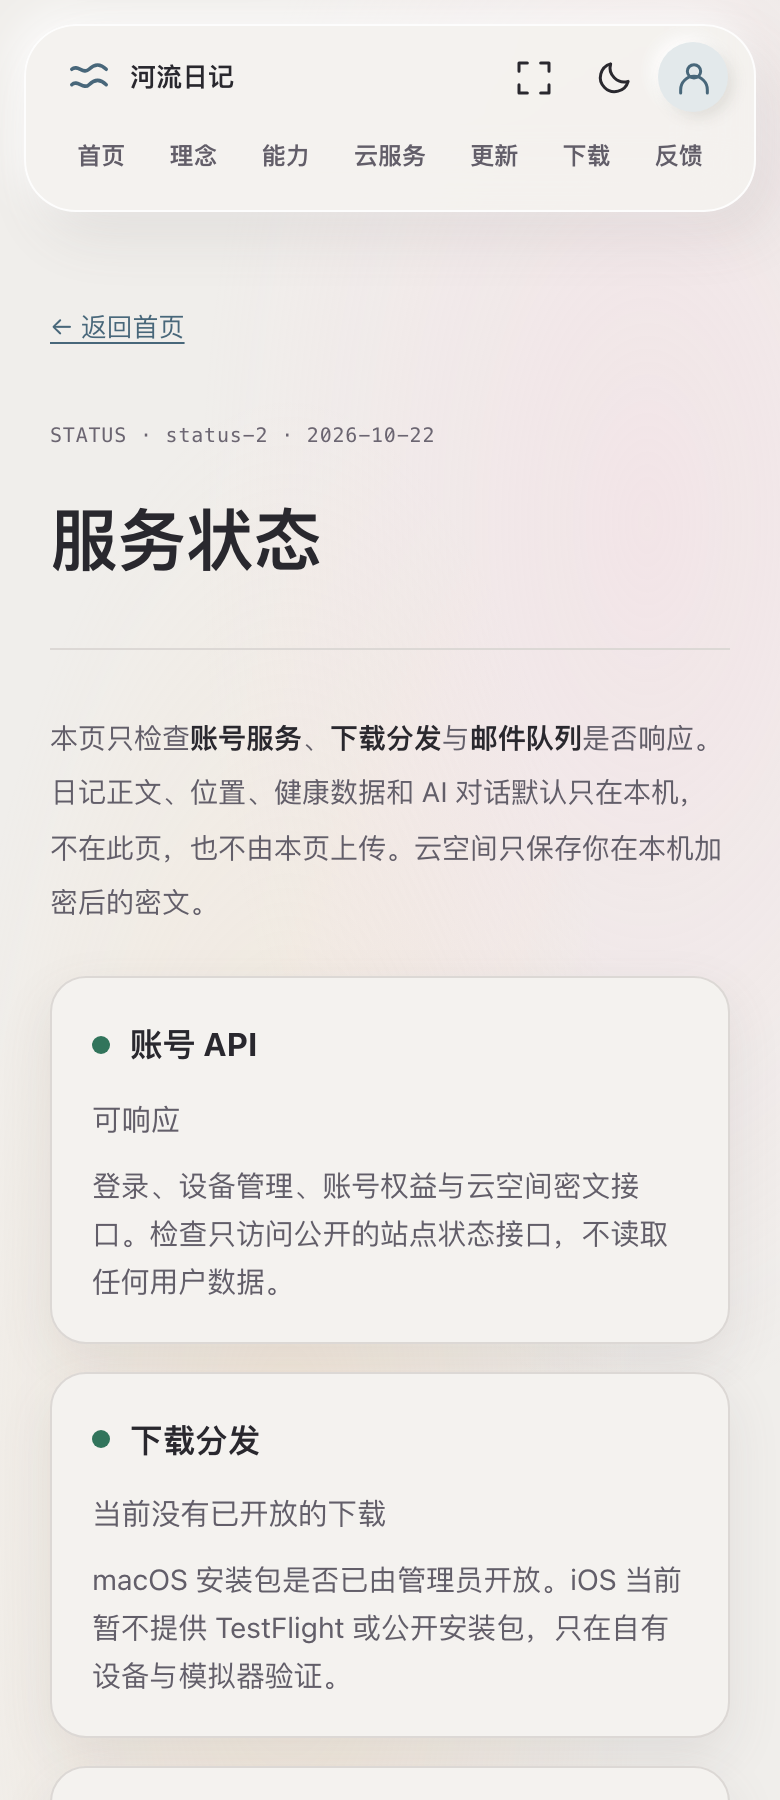 河流日记
首页 理念 能力 云服务 更新 下载 反馈
← 返回首页
STATUS · status-2 · 2026-10-22
服务状态
本页只检查账号服务、下载分发与邮件队列是否响应。
日记正文、位置、健康数据和 AI 对话默认只在本机，
不在此页，也不由本页上传。云空间只保存你在本机加
密后的密文。
账号 API
可响应
登录、设备管理、账号权益与云空间密文接
口。检查只访问公开的站点状态接口，不读取
任何用户数据。
下载分发
当前没有已开放的下载
macOS 安装包是否已由管理员开放。iOS 当前
暂不提供 TestFlight 或公开安装包，只在自有
设备与模拟器验证。